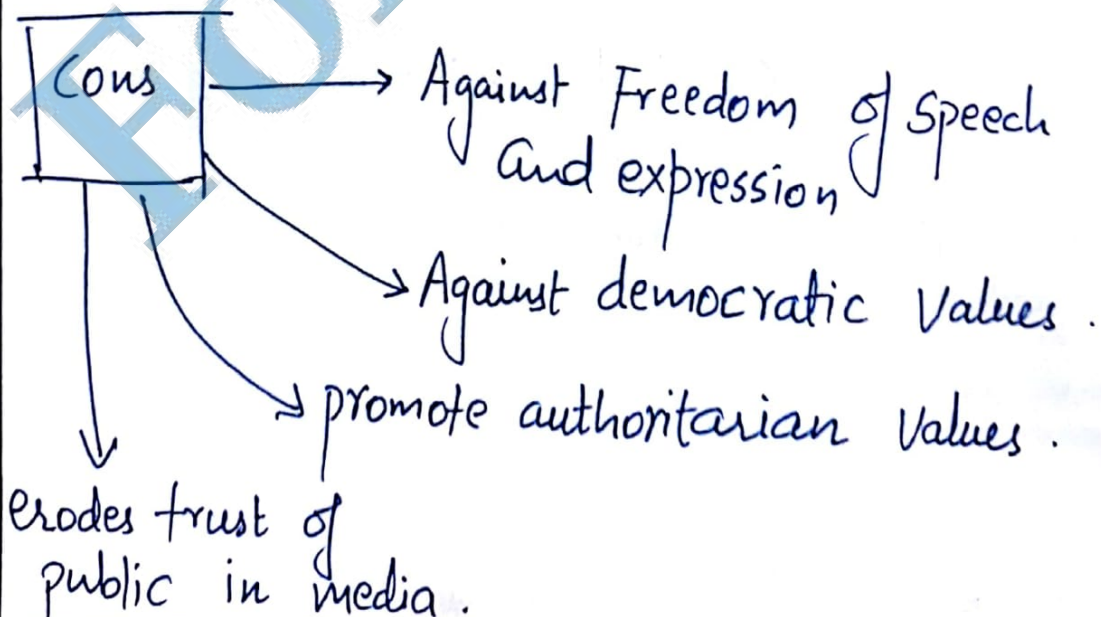 Cons
Against Freedom of Speech
and expression
Against democratic Values.
promote authoritarian Values.
erodes trust of
public in media.